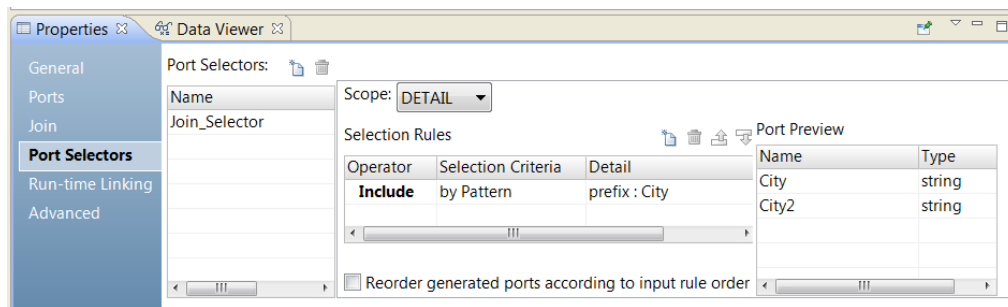 Properties Data Viewer
General
Ports
Join
Port Selectors
Run-time Linking
Advanced
Port Selectors:
Name
Join_Selector
Scope: DETAIL
Selection Rules
Operator Selection Criteria Detail
Include by Pattern prefix : City
Reorder generated ports according to input rule order
Port Preview
Name Type
City string
City2 string